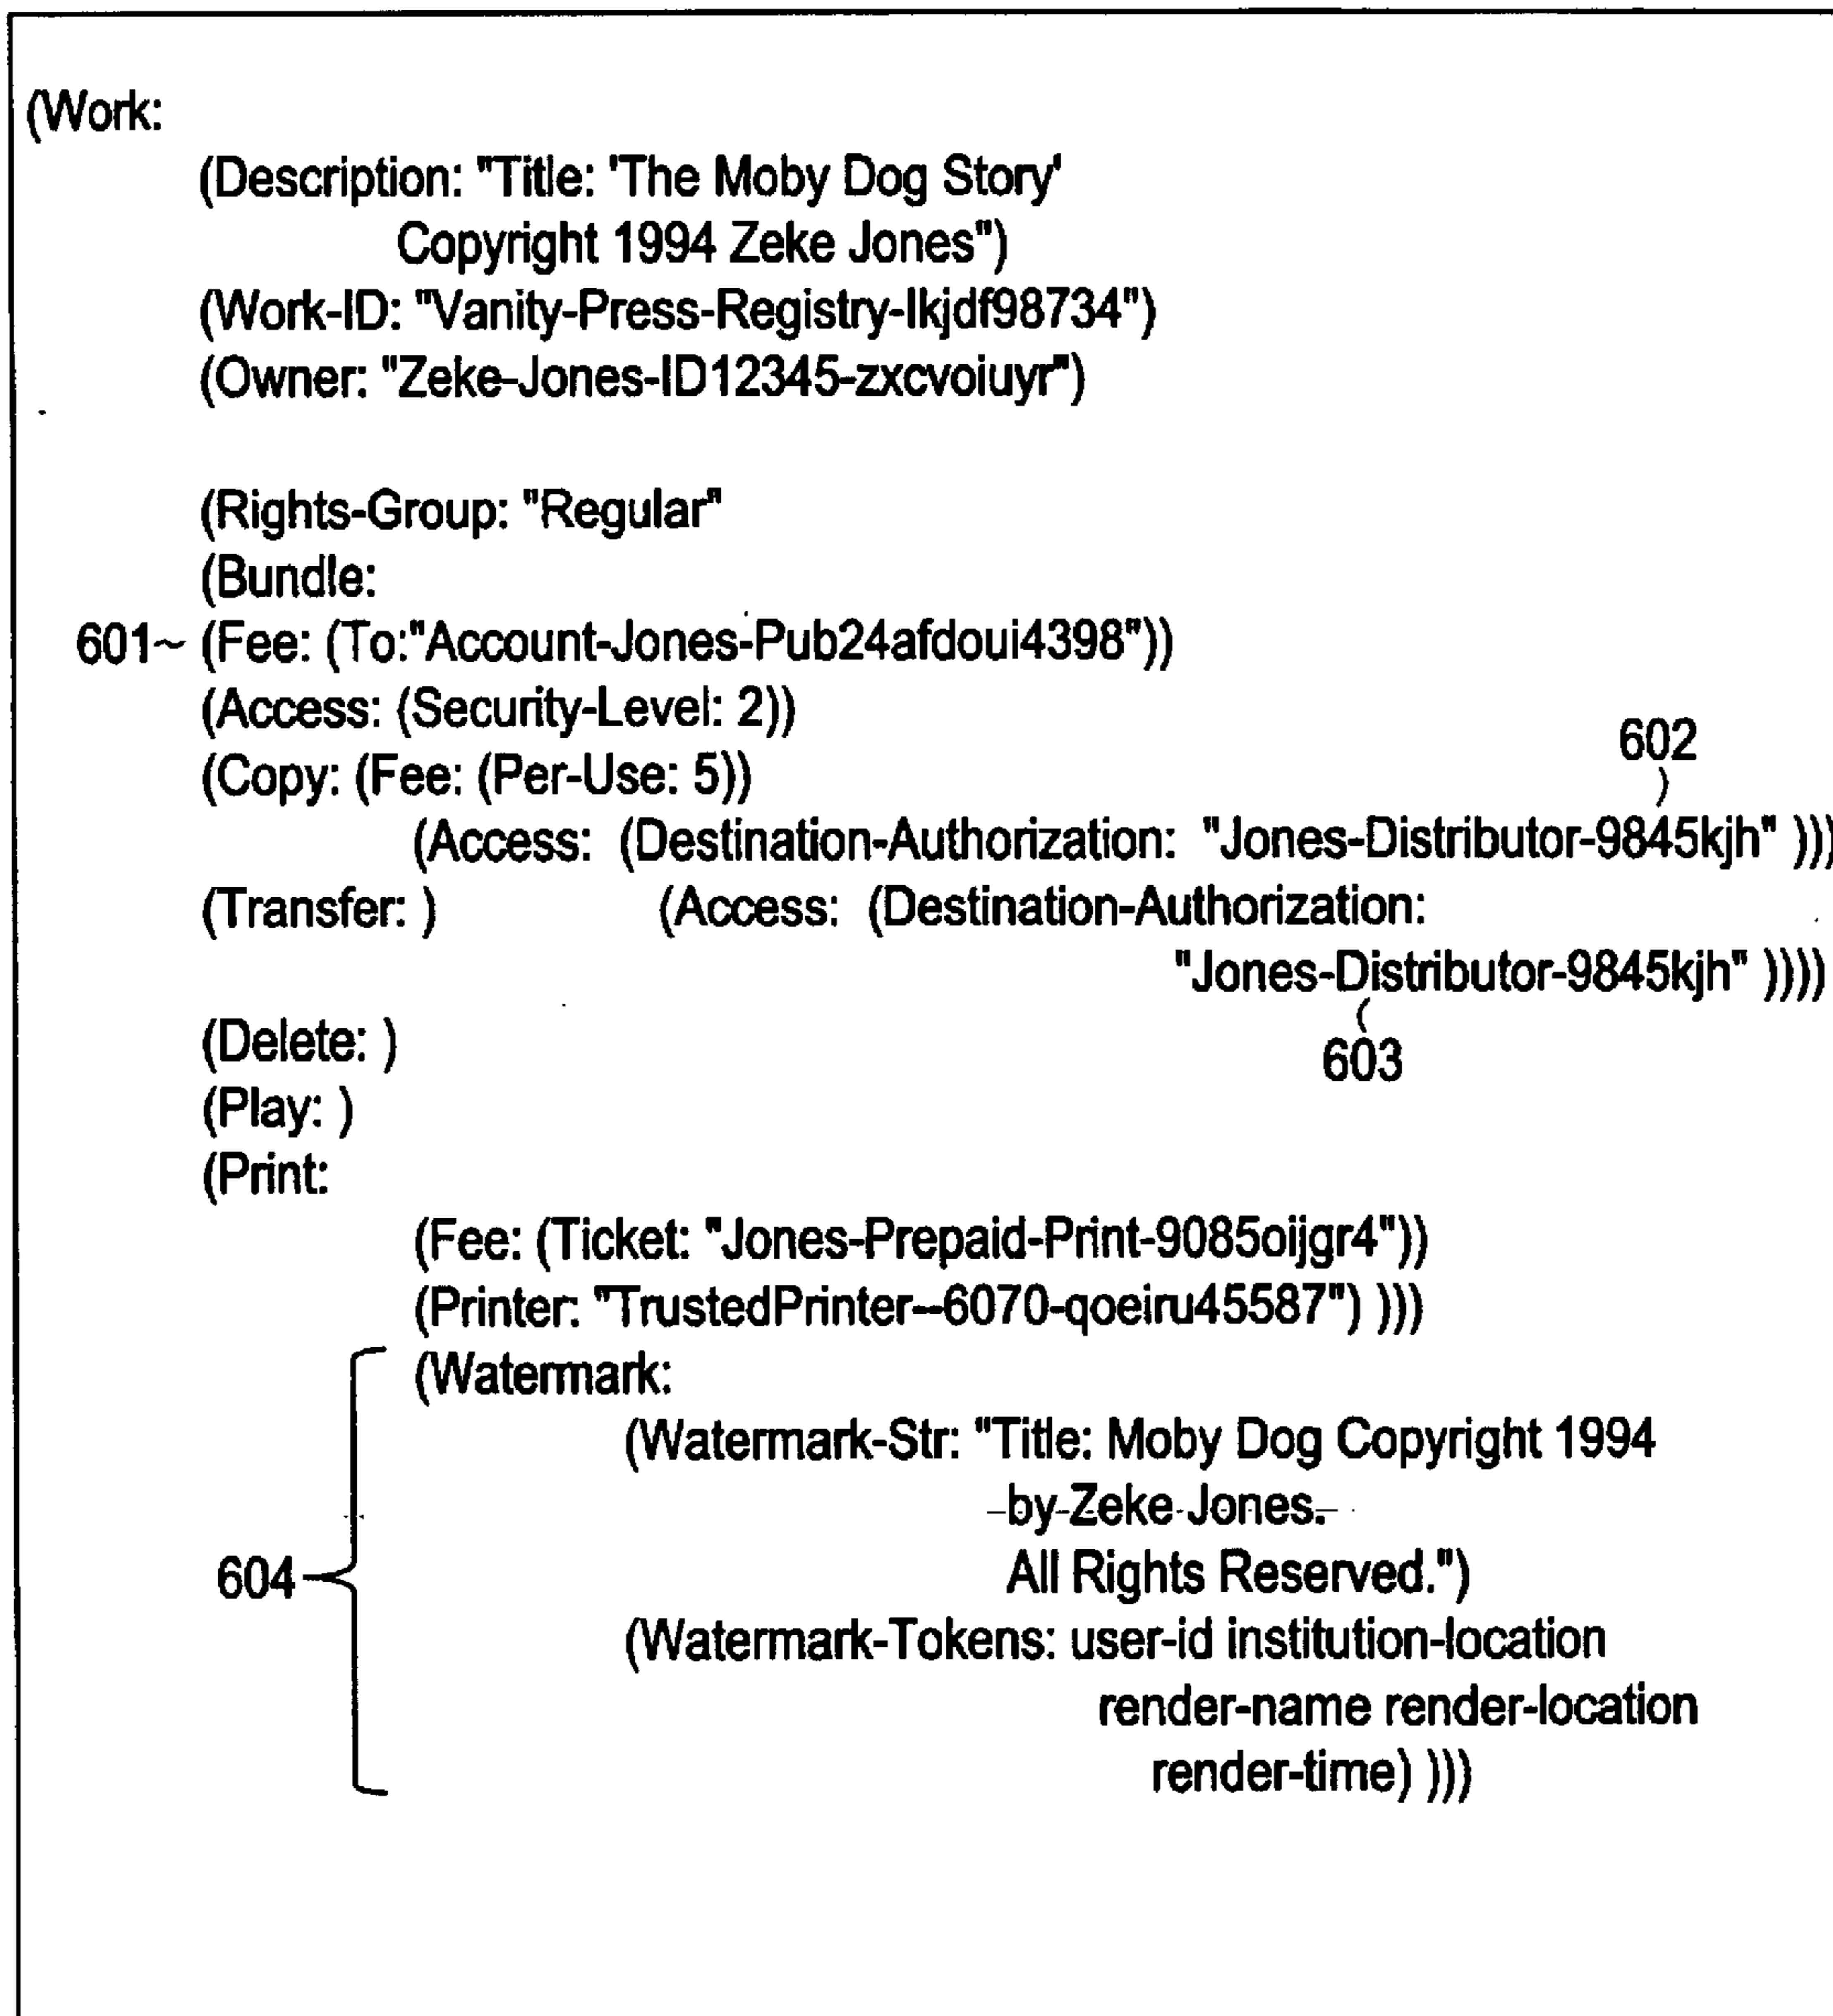 (Work:
(Description: "Title: 'The Moby Dog Story'
Copyright 1994 Zeke Jones")
(Work-ID: "Vanity-Press-Registry-lkjdf98734")
(Owner: "Zeke-Jones-ID12345-zxcvoiuyr")
(Rights-Group: "Regular"
(Bundle:
601~ (Fee: (To:"Account-Jones-Pub24afdoui4398"))
(Access: (Security-Level: 2))
(Copy: (Fee: (Per-Use: 5))
602
(Access: (Destination-Authorization: "Jones-Distributor-9845kjh" )))
(Transfer: ) (Access: (Destination-Authorization:
"Jones-Distributor-9845kjh" ))))
603
(Delete: )
(Play: )
(Print:
(Fee: (Ticket: "Jones-Prepaid-Print-9085oijgr4"))
(Printer: "TrustedPrinter--6070-qoeiru45587") )))
(Watermark:
(Watermark-Str: "Title: Moby Dog Copyright 1994
by Zeke Jones.
All Rights Reserved.")
604
(Watermark-Tokens: user-id institution-location
render-name render-location
render-time) )))